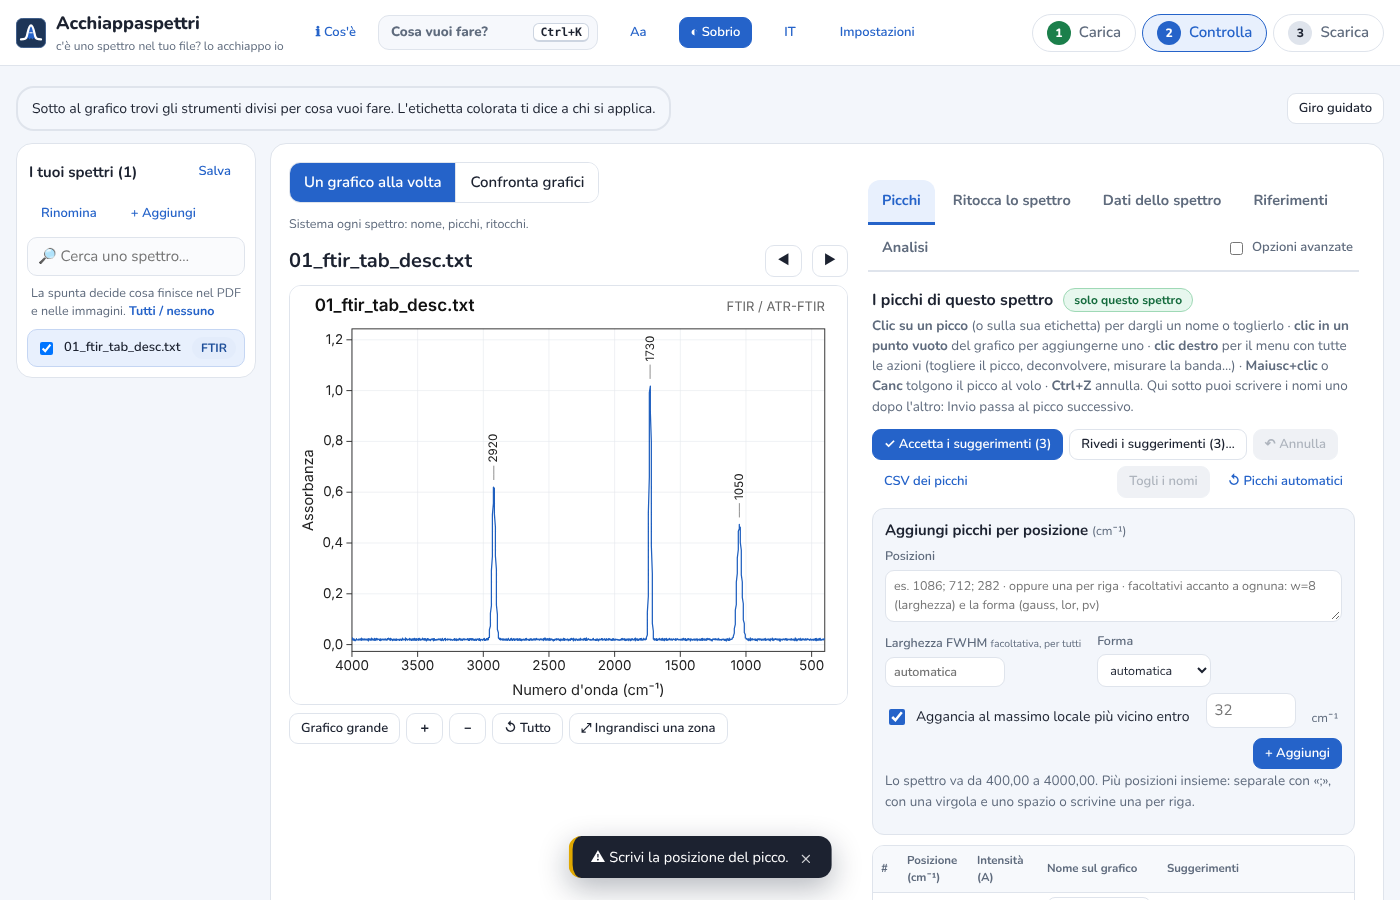 Acchiappaspettri
c'è uno spettro nel tuo file? lo acchiappo io
ℹ Cos'è
Cosa vuoi fare? Ctrl+K
Aa
Sobrio
IT
Impostazioni
1 Carica
2 Controlla
3 Scarica
Sotto al grafico trovi gli strumenti divisi per cosa vuoi fare. L'etichetta colorata ti dice a chi si applica.
Giro guidato
I tuoi spettri (1)
Salva
Rinomina
+ Aggiungi
🔎 Cerca uno spettro...
La spunta decide cosa finisce nel PDF
e nelle immagini. Tutti / nessuno
01_ftir_tab_desc.txt FTIR
Un grafico alla volta
Confronta grafici
Sistema ogni spettro: nome, picchi, ritocchi.
01_ftir_tab_desc.txt
◀ ▶
01_ftir_tab_desc.txt
FTIR / ATR-FTIR
1,2
1,0
0,8
0,6
0,4
0,2
0,0
Assorbanza
2920
1730
1050
4000 3500 3000 2500 2000 1500 1000 500
Numero d'onda (cm⁻¹)
Grafico grande
+
−
↺ Tutto
⤢ Ingrandisci una zona
Picchi
Ritocca lo spettro
Dati dello spettro
Riferimenti
Analisi
Opzioni avanzate
I picchi di questo spettro solo questo spettro
Clic su un picco (o sulla sua etichetta) per dargli un nome o toglierlo · clic in un
punto vuoto del grafico per aggiungerne uno · clic destro per il menu con tutte
le azioni (togliere il picco, deconvolvere, misurare la banda…) · Maiusc+clic o
Canc tolgono il picco al volo · Ctrl+Z annulla. Qui sotto puoi scrivere i nomi uno
dopo l'altro: Invio passa al picco successivo.
✓ Accetta i suggerimenti (3)
Rivedi i suggerimenti (3)…
↶ Annulla
CSV dei picchi
Togli i nomi
↺ Picchi automatici
Aggiungi picchi per posizione (cm⁻¹)
Posizioni
es. 1086; 712; 282 · oppure una per riga · facoltativi accanto a ognuna: w=8
(larghezza) e la forma (gauss, lor, pv)
Larghezza FWHM facoltativa, per tutti
Forma
automatica
automatica
Aggancia al massimo locale più vicino entro 32 cm⁻¹
+ Aggiungi
Lo spettro va da 400,00 a 4000,00. Più posizioni insieme: separale con «;»,
con una virgola e uno spazio o scrivine una per riga.
⚠ Scrivi la posizione del picco. ×
# Posizione (cm⁻¹) Intensità (A) Nome sul grafico Suggerimenti